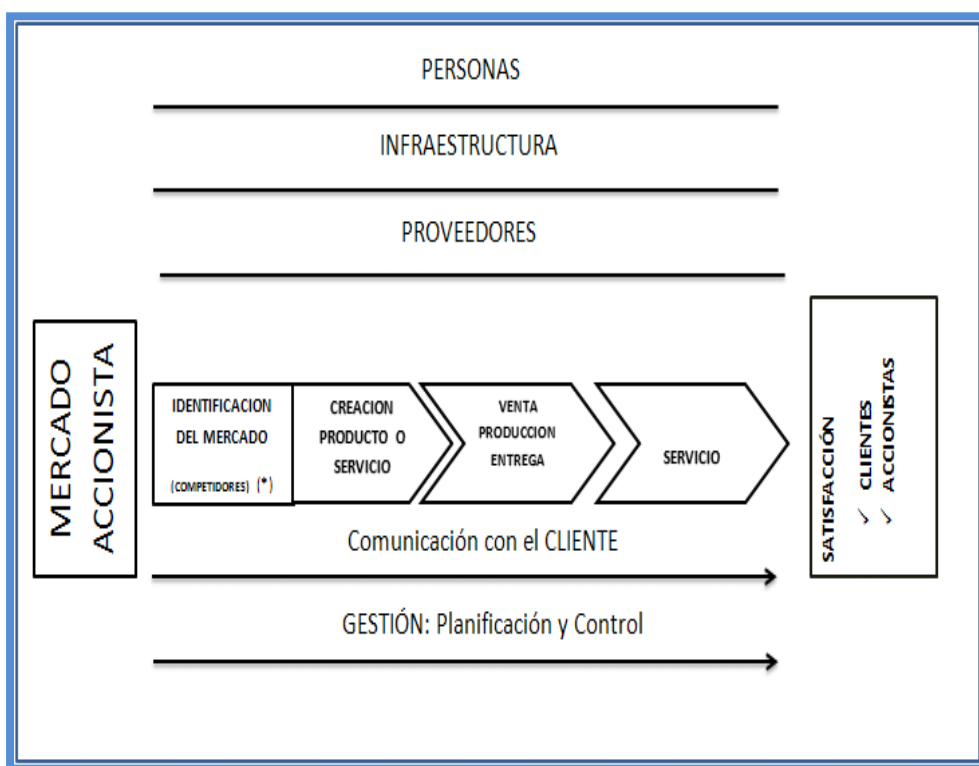 PERSONAS
INFRAESTRUCTURA
PROVEEDORES
MERCADO
ACCIONISTA
IDENTIFICACION
DEL MERCADO
(COMPETIDORES) (*)
CREACION
PRODUCTO O
SERVICIO
VENTA
PRODUCCION
ENTREGA
SERVICIO
SATISFACCIÓN
✓ CLIENTES
✓ ACCIONISTAS
Comunicación con el CLIENTE
GESTIÓN: Planificación y Control